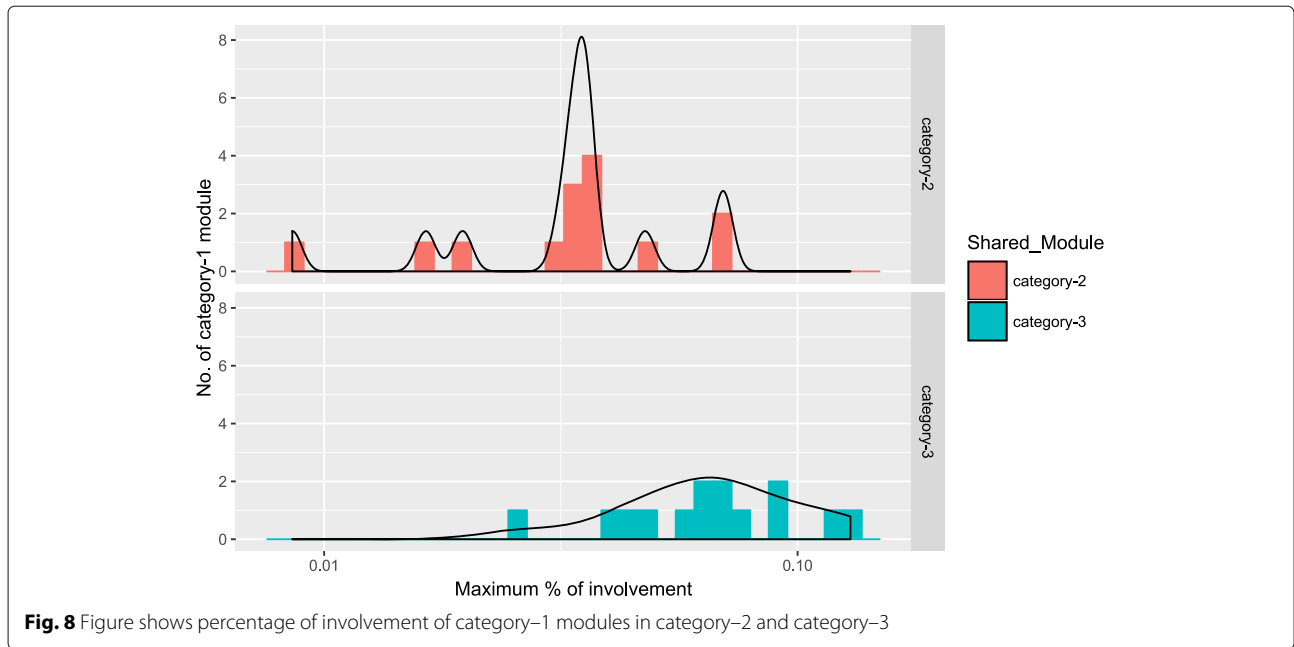 8
6
4
2
0
category-2
8
6
4
2
0
category-3
No. of category-1 module
0.01
0.10
Maximum % of involvement
Shared_Module
category-2
category-3
Fig. 8 Figure shows percentage of involvement of category–1 modules in category–2 and category–3